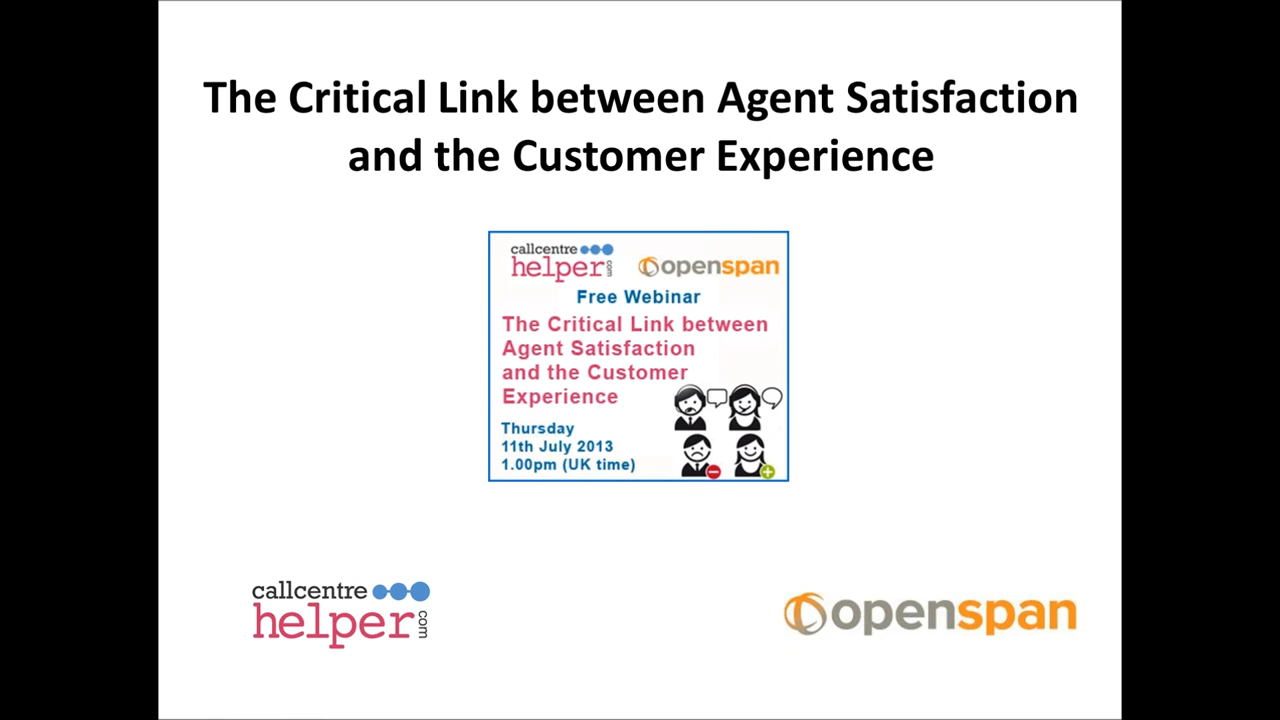 The Critical Link between Agent Satisfaction
and the Customer Experience
callcentre
helper.com
openspan
Free Webinar
The Critical Link between
Agent Satisfaction
and the Customer
Experience
Thursday
11th July 2013
1.00pm (UK time)
callcentre
helper.com
openspan